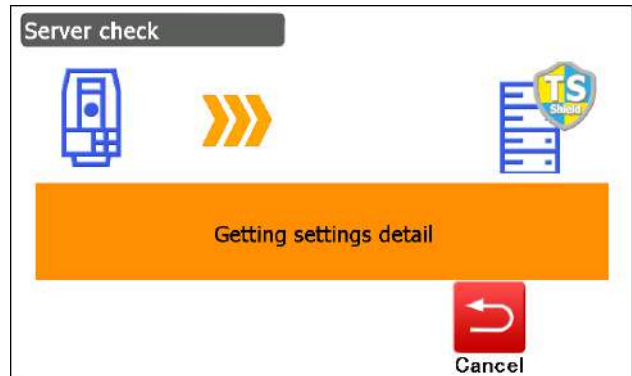 Server check
TS
Shield
Getting settings detail
Cancel